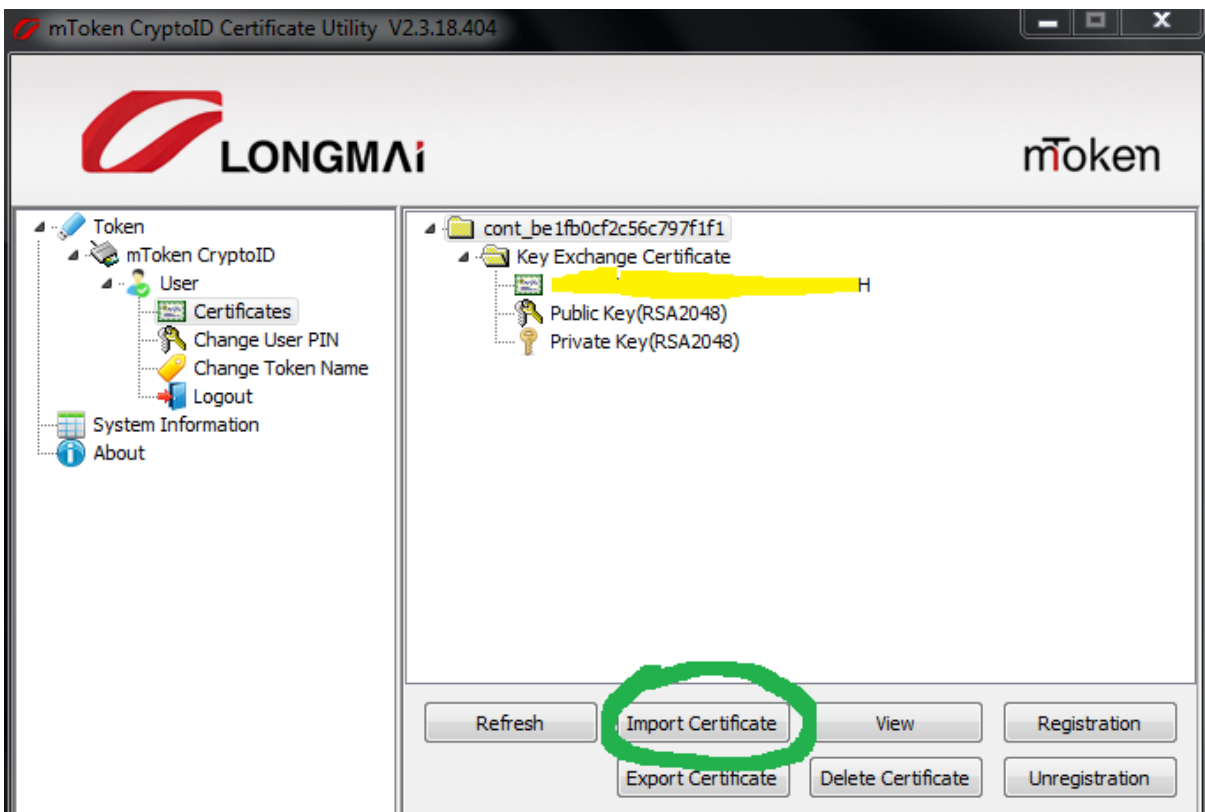 mToken CryptoID Certificate Utility V2.3.18.404
LONGMAi
mToken
Token
mToken CryptoID
User
Certificates
Change User PIN
Change Token Name
Logout
System Information
About
cont_be1fb0cf2c56c797f1f1
Key Exchange Certificate
H
Public Key(RSA2048)
Private Key(RSA2048)
Refresh
Import Certificate
View
Registration
Export Certificate
Delete Certificate
Unregistration